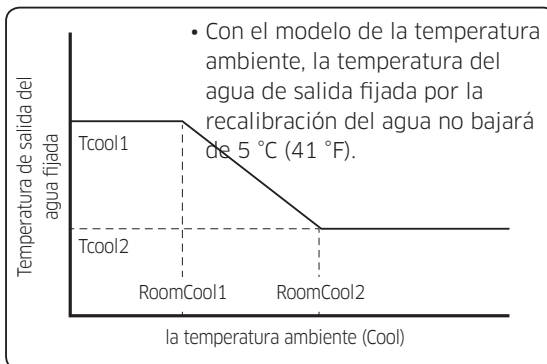 • Con el modelo de la temperatura
ambiente, la temperatura del
agua de salida fijada por la
recalibración del agua no bajará
de 5 °C (41 °F).
Temperatura de salida del
agua fijada
Tcool1
Tcool2
RoomCool1 RoomCool2
la temperatura ambiente (Cool)